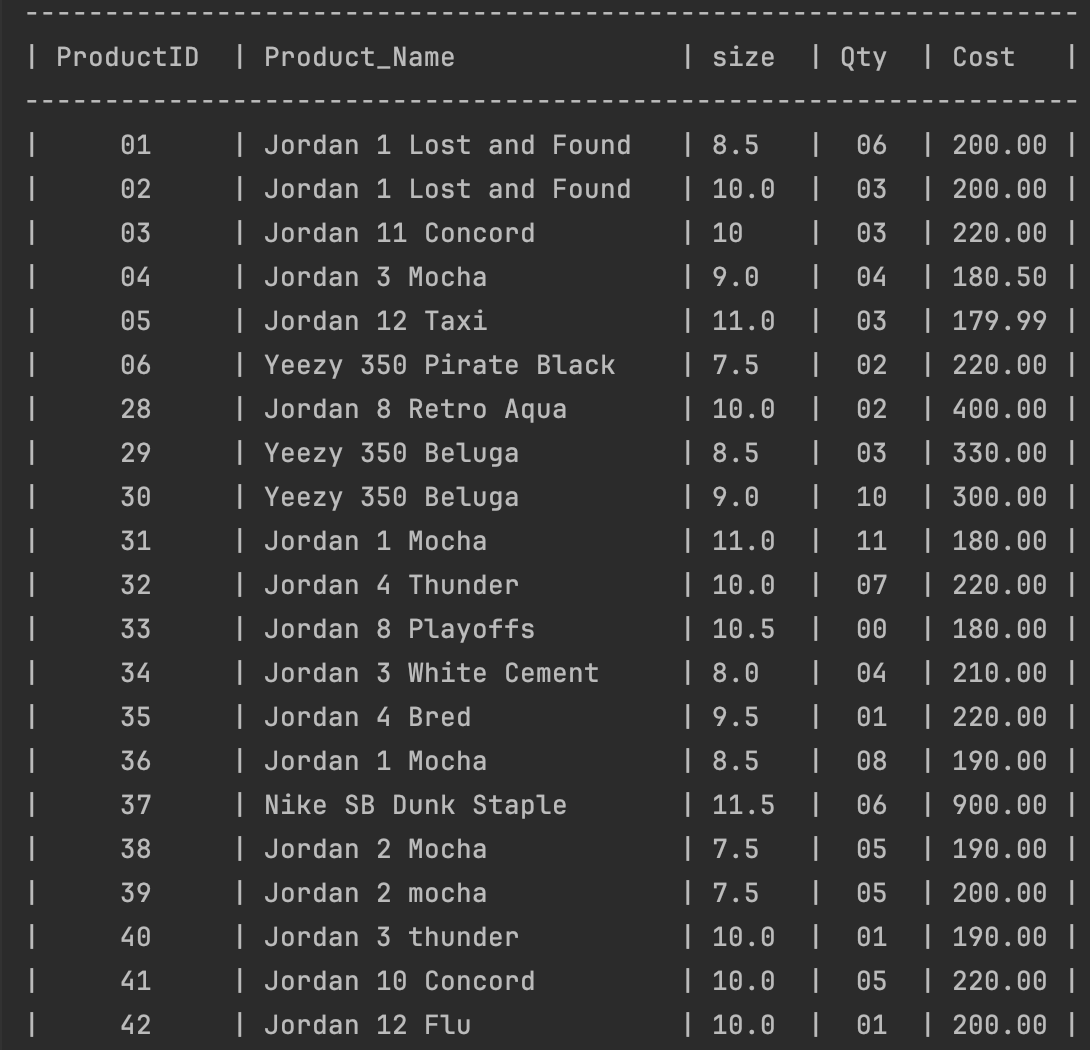 --------------------------------------------------------------------
| ProductID  | Product_Name              | size  | Qty  | Cost   |
--------------------------------------------------------------------
|     01     | Jordan 1 Lost and Found   | 8.5   |  06  | 200.00 |
|     02     | Jordan 1 Lost and Found   | 10.0  |  03  | 200.00 |
|     03     | Jordan 11 Concord         | 10    |  03  | 220.00 |
|     04     | Jordan 3 Mocha            | 9.0   |  04  | 180.50 |
|     05     | Jordan 12 Taxi            | 11.0  |  03  | 179.99 |
|     06     | Yeezy 350 Pirate Black    | 7.5   |  02  | 220.00 |
|     28     | Jordan 8 Retro Aqua       | 10.0  |  02  | 400.00 |
|     29     | Yeezy 350 Beluga          | 8.5   |  03  | 330.00 |
|     30     | Yeezy 350 Beluga          | 9.0   |  10  | 300.00 |
|     31     | Jordan 1 Mocha            | 11.0  |  11  | 180.00 |
|     32     | Jordan 4 Thunder          | 10.0  |  07  | 220.00 |
|     33     | Jordan 8 Playoffs         | 10.5  |  00  | 180.00 |
|     34     | Jordan 3 White Cement     | 8.0   |  04  | 210.00 |
|     35     | Jordan 4 Bred             | 9.5   |  01  | 220.00 |
|     36     | Jordan 1 Mocha            | 8.5   |  08  | 190.00 |
|     37     | Nike SB Dunk Staple       | 11.5  |  06  | 900.00 |
|     38     | Jordan 2 Mocha            | 7.5   |  05  | 190.00 |
|     39     | Jordan 2 mocha            | 7.5   |  05  | 200.00 |
|     40     | Jordan 3 thunder          | 10.0  |  01  | 190.00 |
|     41     | Jordan 10 Concord         | 10.0  |  05  | 220.00 |
|     42     | Jordan 12 Flu             | 10.0  |  01  | 200.00 |